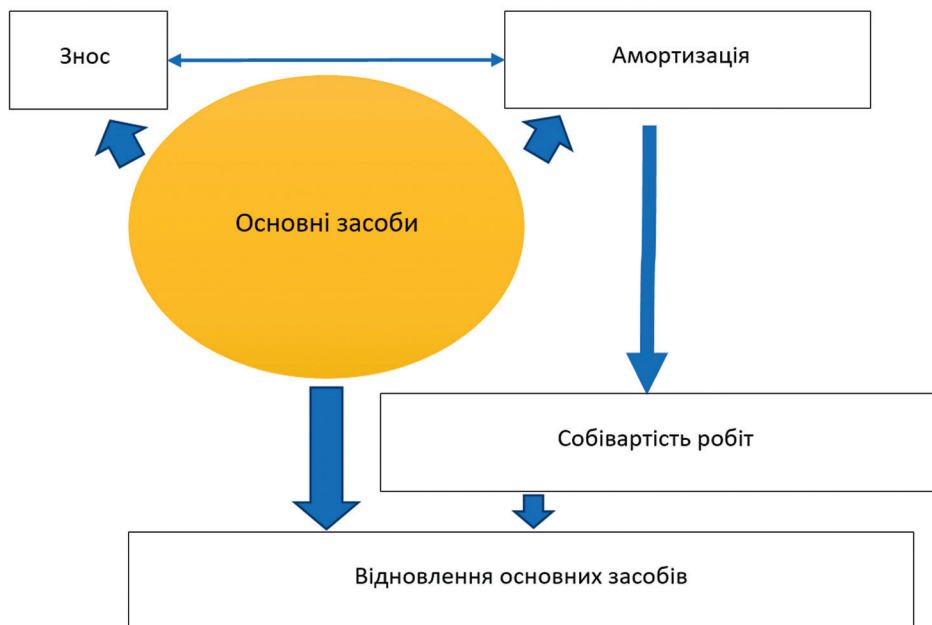 Знос
Амортизація
Основні засоби
Собівартість робіт
Відновлення основних засобів